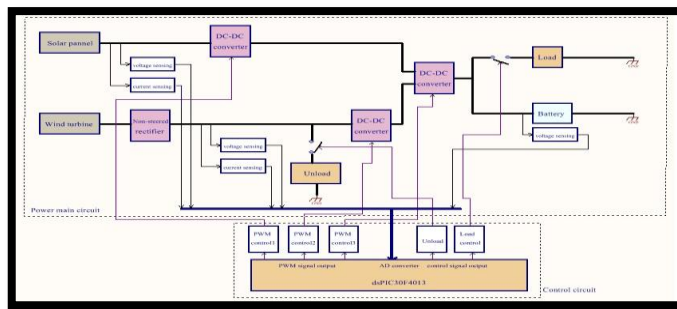 Solar pannel
DC-DC
converter
voltage sensing
current sensing
DC-DC
converter
Load
Wind turbine
Non-steered
rectifier
DC-DC
converter
Battery
voltage sensing
voltage sensing
current sensing
Unload
Power main circuit
PWM
control1
PWM
control2
PWM
control3
Unload
Load
control
PWM signal output
AD converter
control signal output
dsPIC30F4013
Control circuit